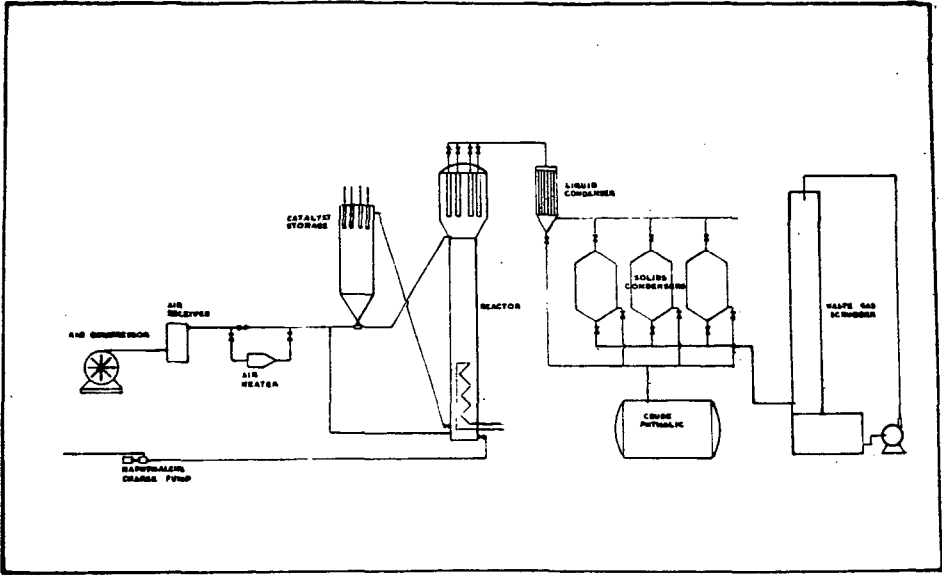 AIR COMPRESSOR
AIR
RECEIVER
AIR
HEATER
CATALYST
STORAGE
REACTOR
LIQUID
CONDENSER
SOLIDS
CONDENSERS
WASTE GAS
SCRUBBER
CRUDE
PHTHALIC
NAPHTHALENE
CHARGE PUMP